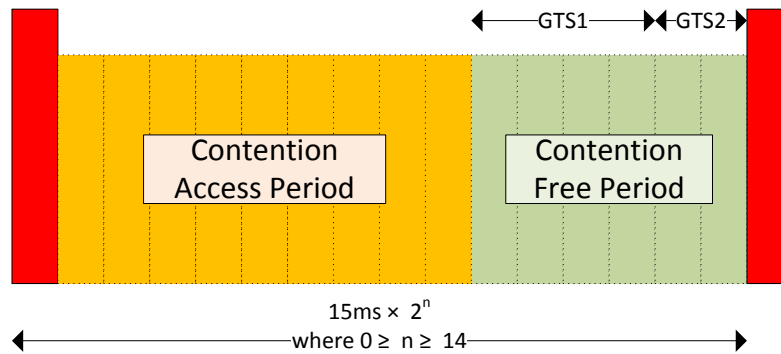 GTS1 GTS2
Contention
Access Period
Contention
Free Period
15ms × 2ⁿ
where 0 ≥ n ≥ 14